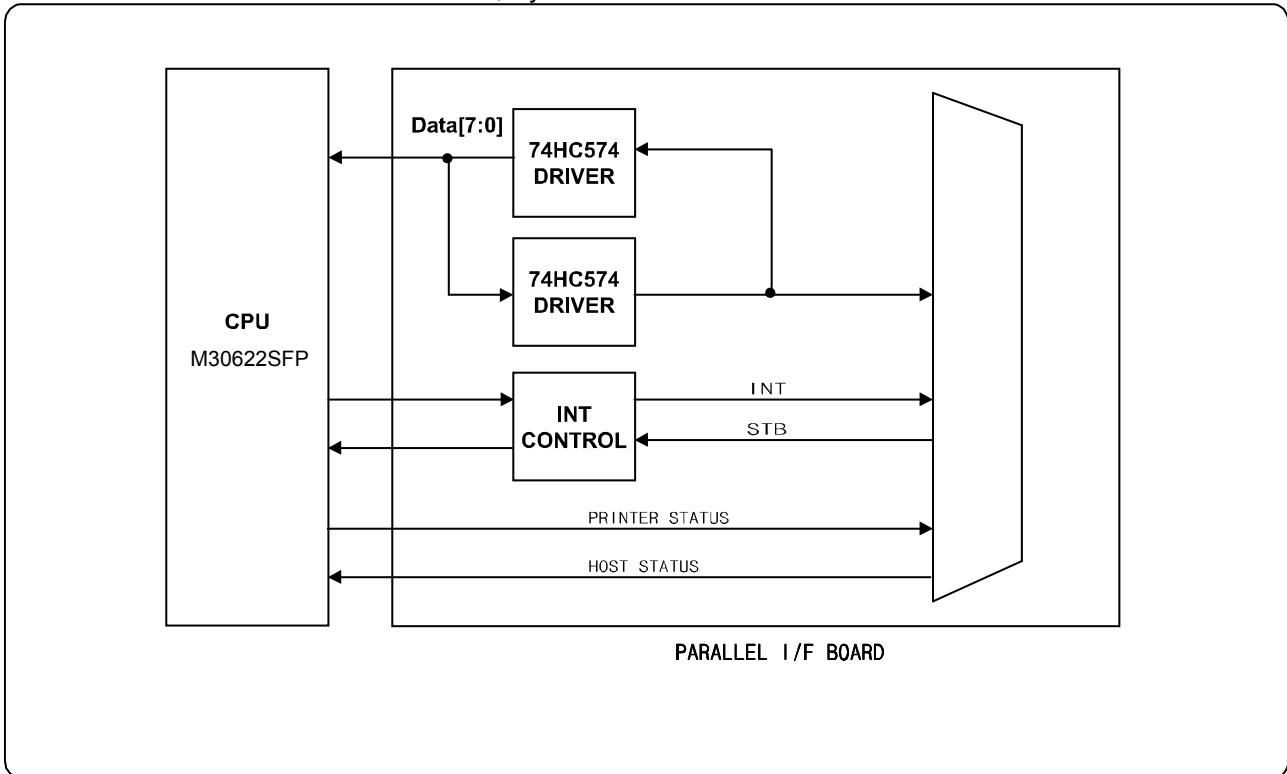 Data[7:0]
74HC574
DRIVER
74HC574
DRIVER
CPU
M30622SFP
INT
CONTROL
INT
STB
PRINTER STATUS
HOST STATUS
PARALLEL I/F BOARD